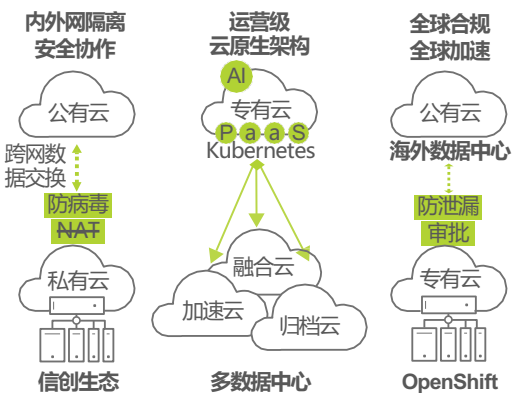 内外网隔离
安全协作
公有云
跨网数
据交换
防病毒
NAT
私有云
信创生态
运营级
云原生架构
AI
专有云
PaaS
Kubernetes
融合云
加速云
归档云
多数据中心
全球合规
全球加速
公有云
海外数据中心
防泄漏
审批
专有云
OpenShift